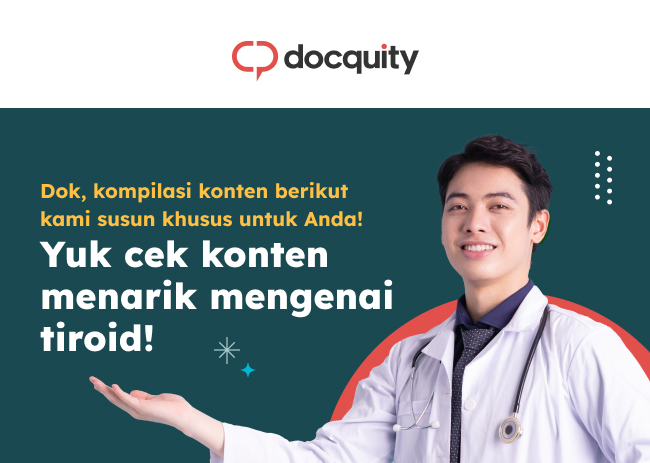 docquity
Dok, kompilasi konten berikut
kami susun khusus untuk Anda!
Yuk cek konten
menarik mengenai
tiroid!